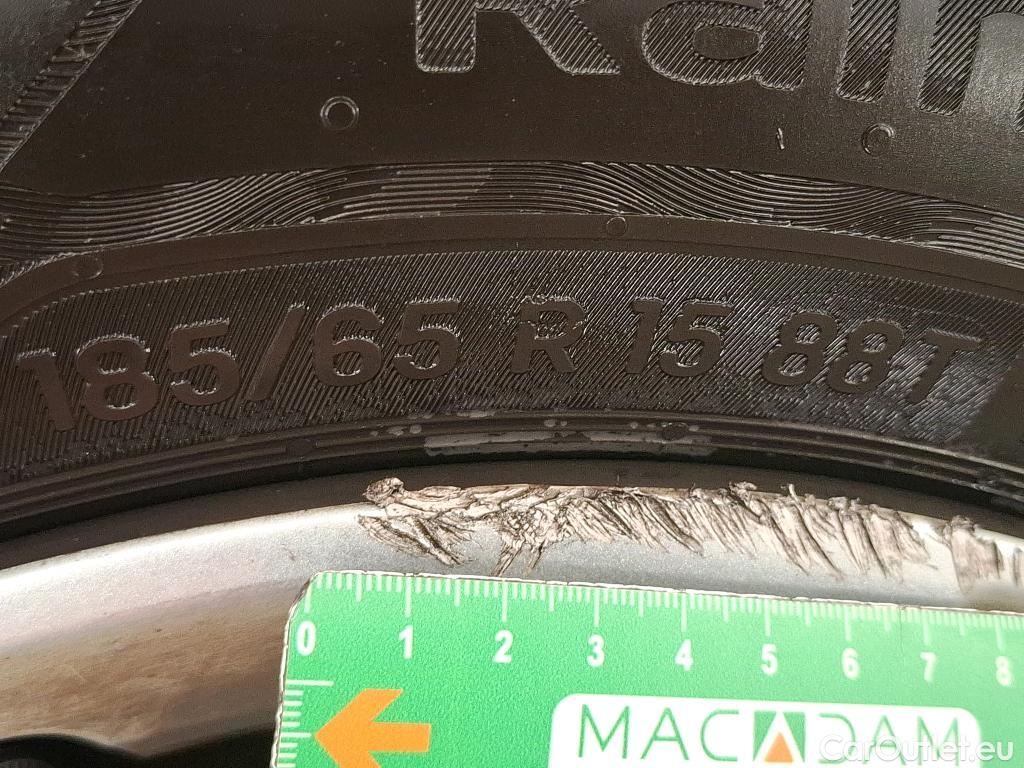 185/65 R 15 88T
0 1 2 3 4 5 6 7 8
MACADAM
CarOutlet.eu